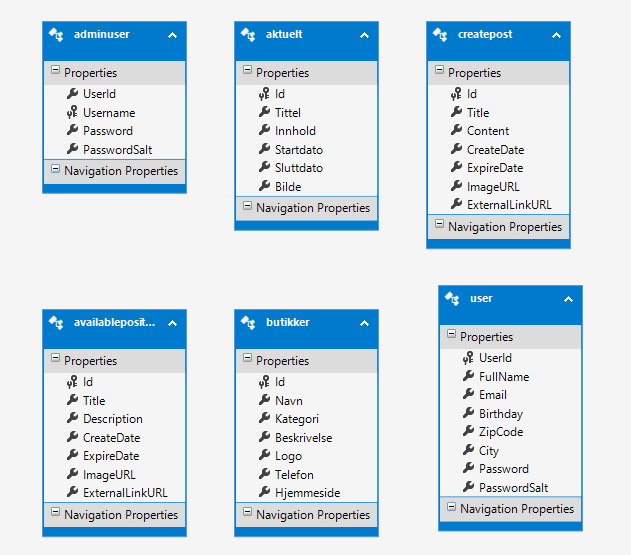 adminuser
Properties
UserId
Username
Password
PasswordSalt
Navigation Properties
aktuelt
Properties
Id
Tittel
Innhold
Startdato
Sluttdato
Bilde
Navigation Properties
createpost
Properties
Id
Title
Content
CreateDate
ExpireDate
ImageURL
ExternalLinkURL
Navigation Properties
availableposit...
Properties
Id
Title
Description
CreateDate
ExpireDate
ImageURL
ExternalLinkURL
Navigation Properties
butikker
Properties
Id
Navn
Kategori
Beskrivelse
Logo
Telefon
Hjemmeside
Navigation Properties
user
Properties
UserId
FullName
Email
Birthday
ZipCode
City
Password
PasswordSalt
Navigation Properties